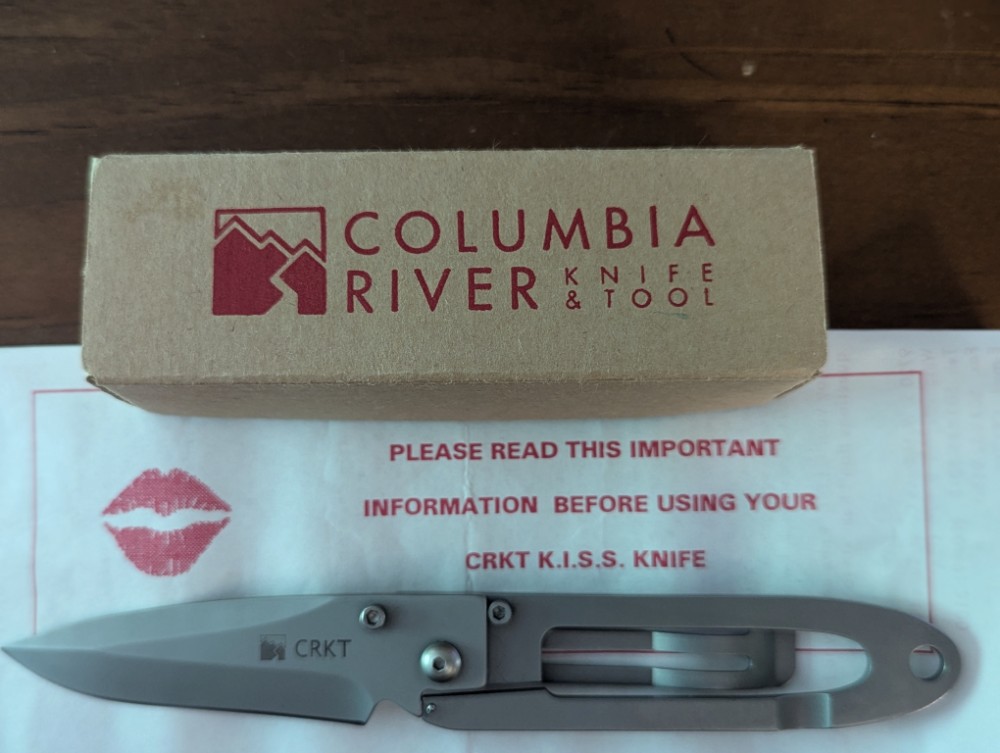 COLUMBIA
RIVER KNIFE
& TOOL
PLEASE READ THIS IMPORTANT
INFORMATION BEFORE USING YOUR
CRKT K.I.S.S. KNIFE
CRKT